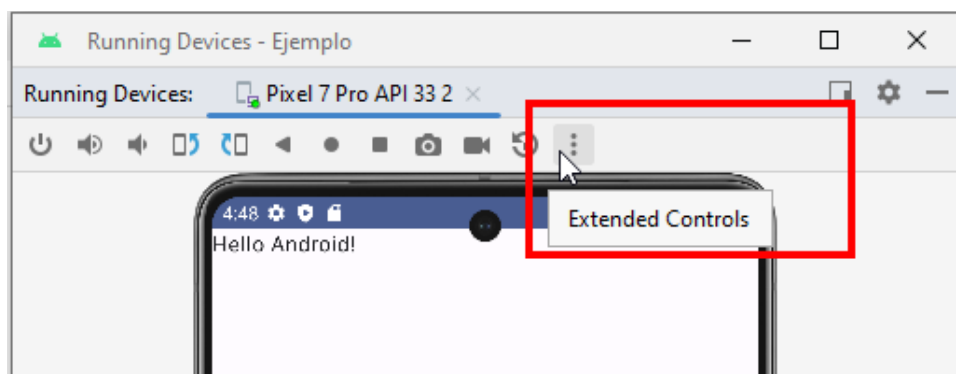 Running Devices - Ejemplo
Running Devices: Pixel 7 Pro API 33 2
Extended Controls
4:48
Hello Android!